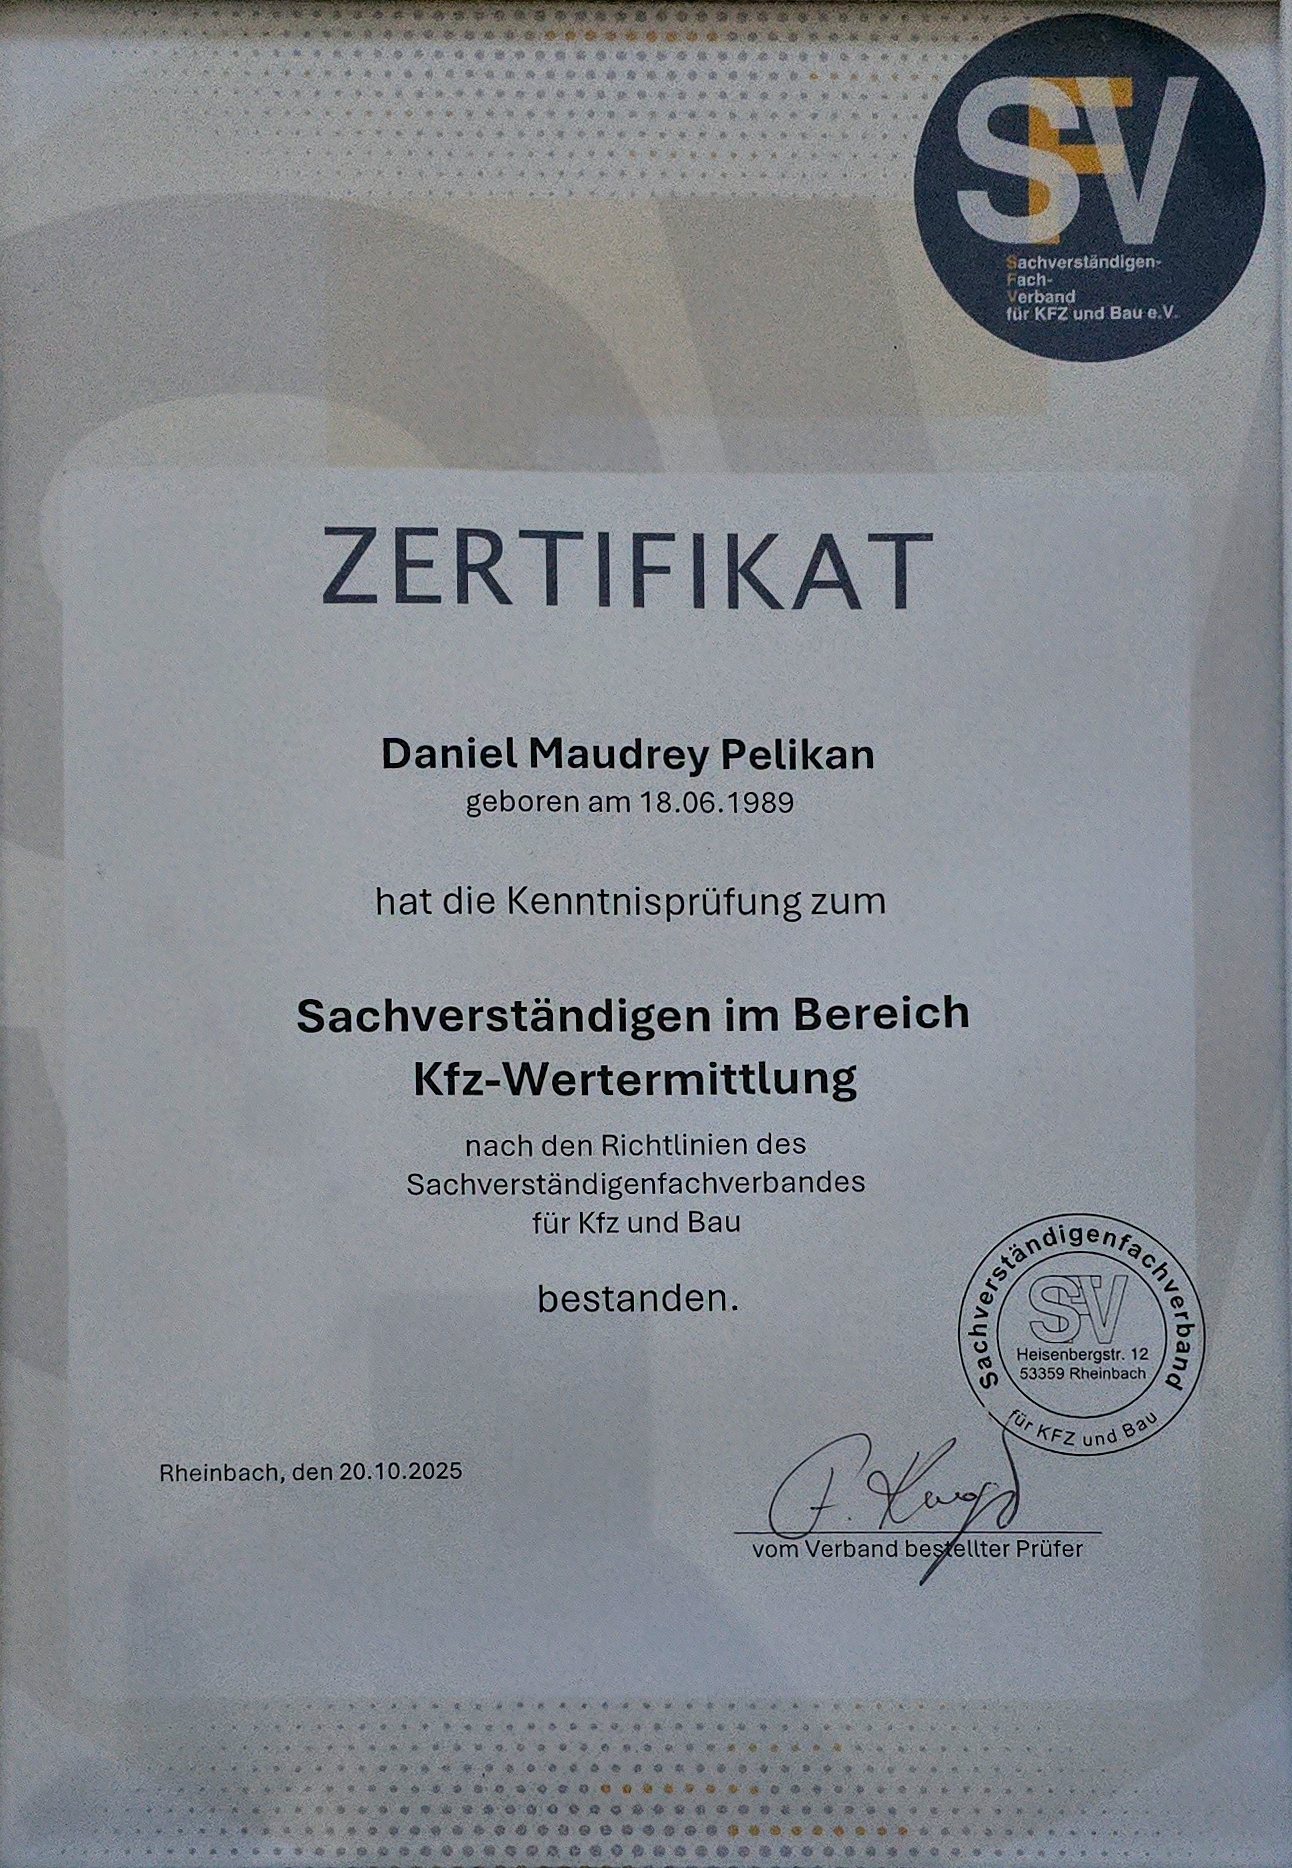 SFV
Sachverständigen-
Fach-
Verband
für KFZ und Bau e.V.
ZERTIFIKAT
Daniel Maudrey Pelikan
geboren am 18.06.1989
hat die Kenntnisprüfung zum
Sachverständigen im Bereich
Kfz-Wertermittlung
nach den Richtlinien des
Sachverständigenfachverbandes
für Kfz und Bau
bestanden.
Sachverständigenfachverband
SFV
Heisenbergstr. 12
53359 Rheinbach
für KFZ und Bau
Rheinbach, den 20.10.2025
vom Verband bestellter Prüfer